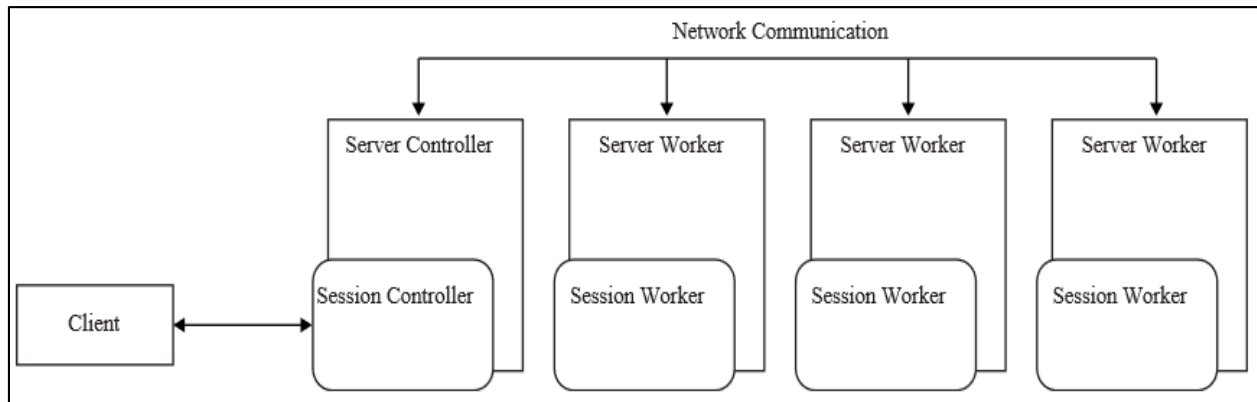 Network Communication
Server Controller
Server Worker
Server Worker
Server Worker
Session Controller
Session Worker
Session Worker
Session Worker
Client